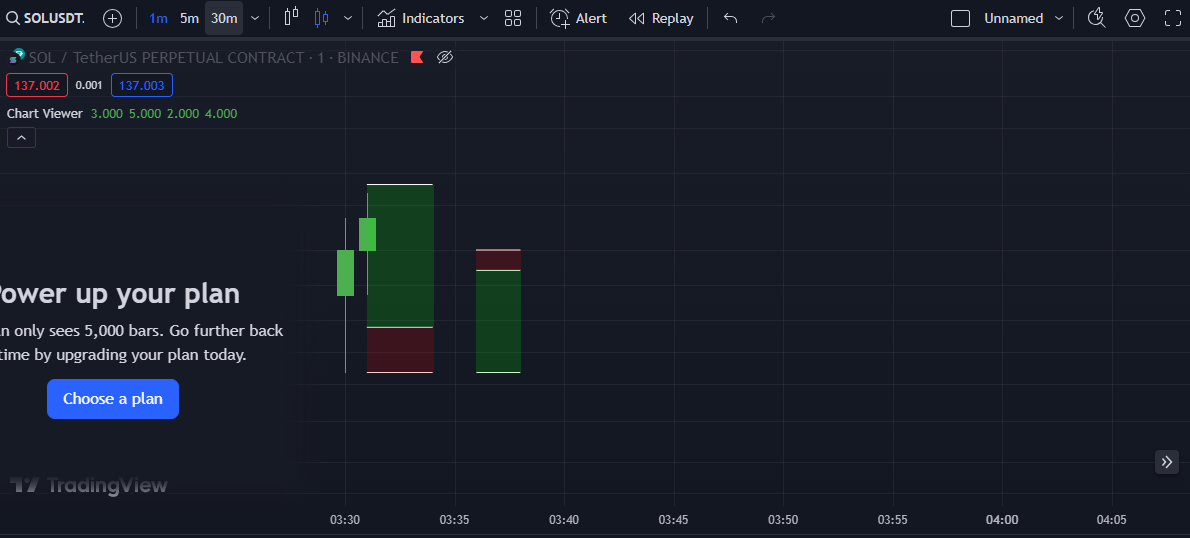 SOLUSDT. 1m 5m 30m Indicators Alert Replay Unnamed
SOL / TetherUS PERPETUAL CONTRACT · 1 · BINANCE
137.002 0.001 137.003
Chart Viewer 3.000 5.000 2.000 4.000
ower up your plan
n only sees 5,000 bars. Go further back
time by upgrading your plan today.
Choose a plan
TradingView
03:30 03:35 03:40 03:45 03:50 03:55 04:00 04:05